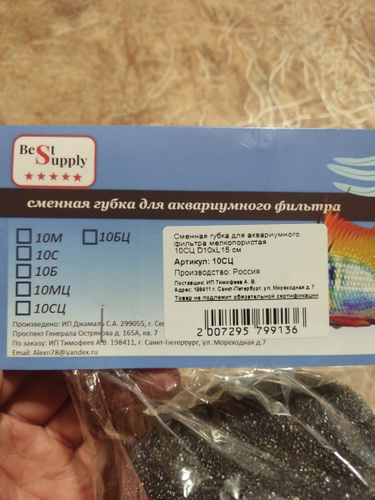 Best
Supply
сменная губка для аквариумного фильтра
10М
10БЦ
10С
10Б
10МЦ
10СЦ
Сменная губка для аквариумного
фильтра мелкопористая
10СЦ D10xL15 см
Артикул: 10СЦ
Производство: Россия
Поставщик: ИП Тимофеев А. В.
Адрес: 198411 г. Санкт-Петербург, ул. Мореходная д 7
Товар не подлежит обязательной сертификации
2 007295 799136
Произведено: ИП Джамаль С.А. 299055, г. Сев
Проспект Генерала Острякова д. 165А, кв. 7
По заказу: ИП Тимофеев А.В. 198411, г. Санкт-Петербург, ул. Мореходная д.7
Email: Alexn78@yandex.ru